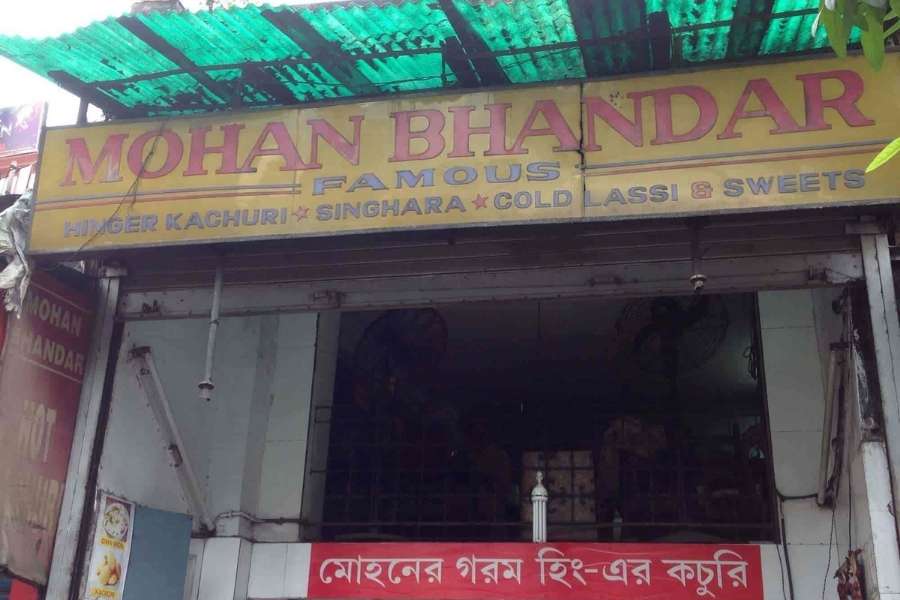 MOHAN BHANDAR
FAMOUS
HINGER KACHURI ★ SINGHARA ★ COLD LASSI & SWEETS
MOHAN
BHANDAR
HOT
মোহনের গরম হিং-এর কচুরি